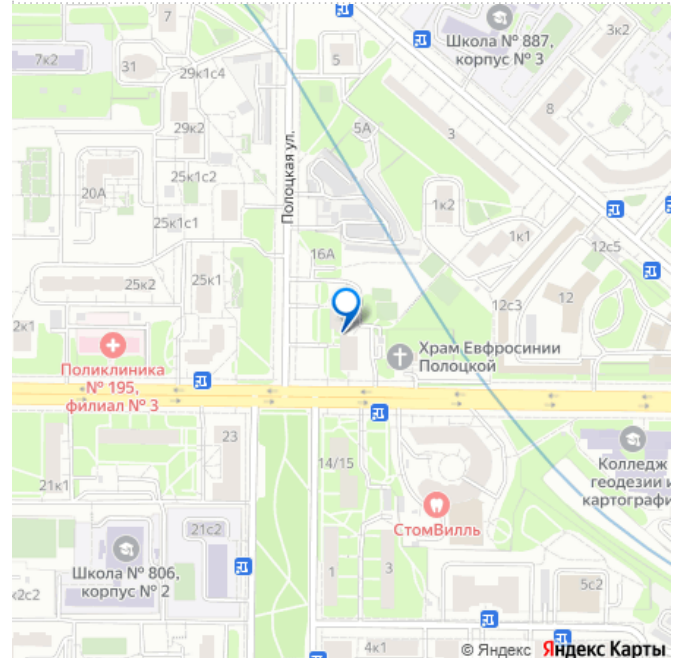 7к2
31
29к1с4
5
Школа № 887,
корпус № 3
3к2
29к2
Полоцкая ул.
5А
3
8
20А
25к1с2
25к1с1
1к2
1к1
12с5
16А
25к2
25к1
12с3
12
2к1
Поликлиника
№ 195,
филиал № 3
Храм Евфросинии
Полоцкой
23
14/15
21к1
Колледж
геодезии и
картографи
СтомВилль
21с2
Школа № 806,
корпус № 2
к2с2
1
3
5с2
4к1
© Яндекс Яндекс Карты